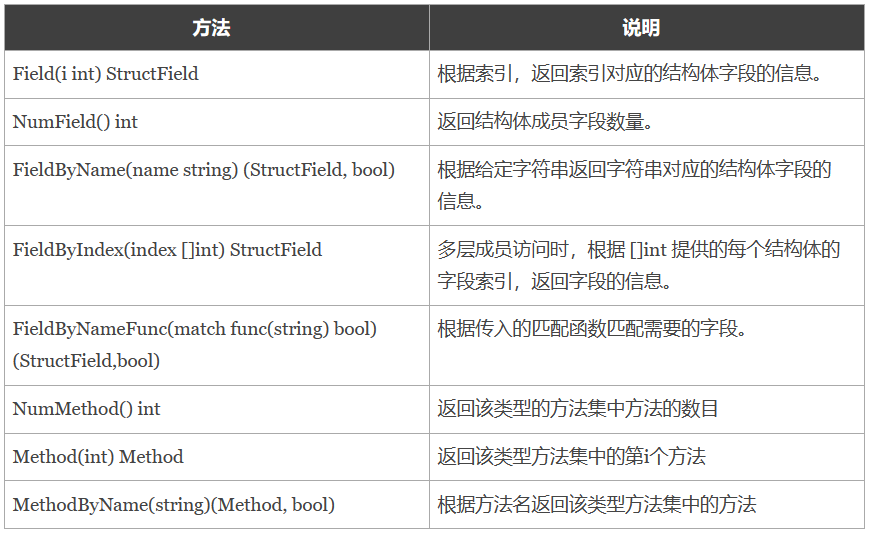 方法
说明
Field(i int) StructField
根据索引，返回索引对应的结构体字段的信息。
NumField() int
返回结构体成员字段数量。
FieldByName(name string) (StructField, bool)
根据给定字符串返回字符串对应的结构体字段的
信息。
FieldByIndex(index []int) StructField
多层成员访问时，根据 []int 提供的每个结构体的
字段索引，返回字段的信息。
FieldByNameFunc(match func(string) bool)
(StructField,bool)
根据传入的匹配函数匹配需要的字段。
NumMethod() int
返回该类型的方法集中方法的数目
Method(int) Method
返回该类型方法集中的第i个方法
MethodByName(string)(Method, bool)
根据方法名返回该类型方法集中的方法